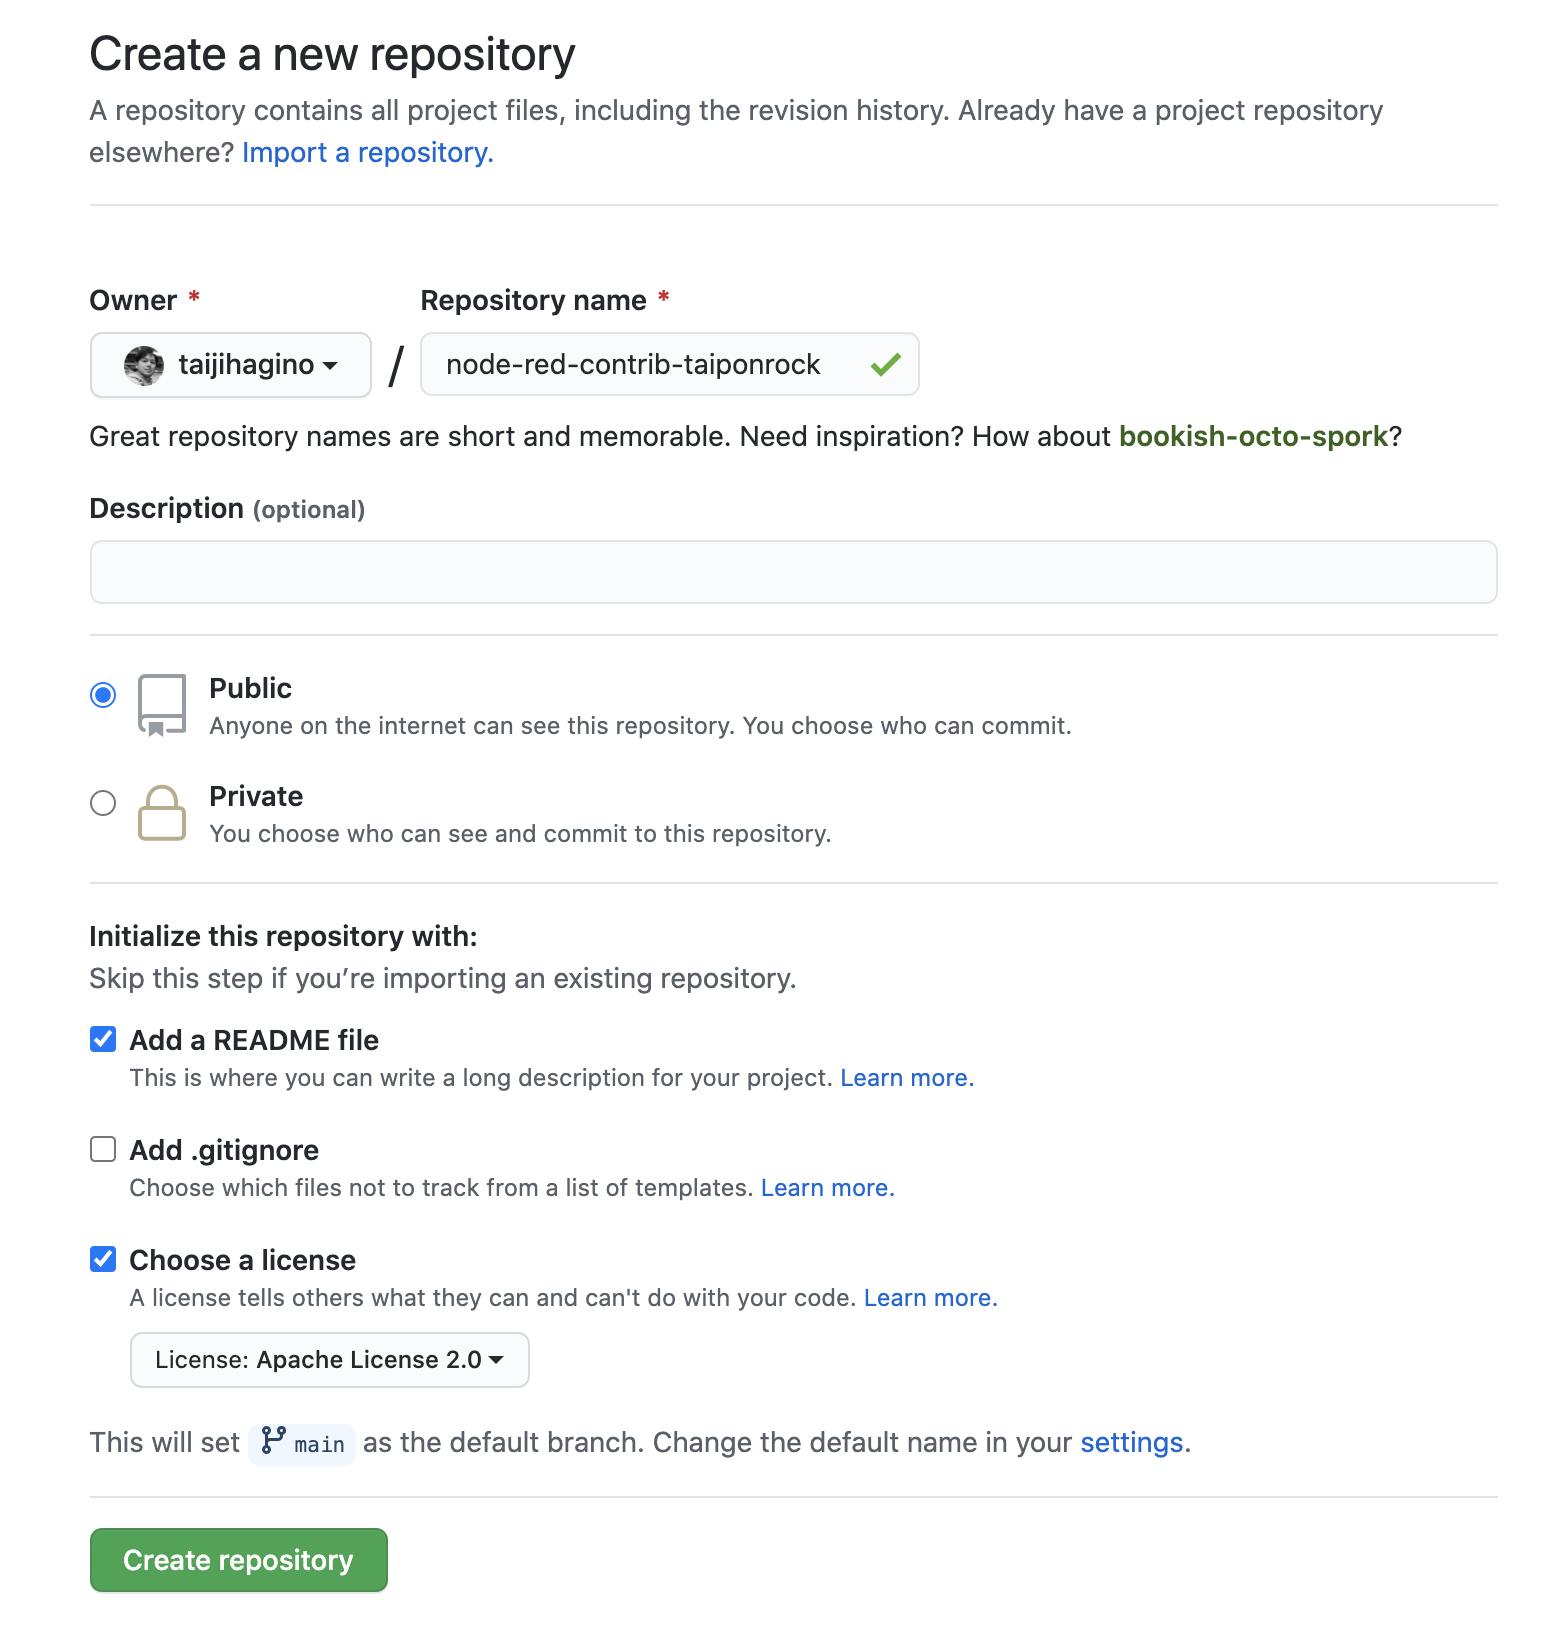 Create a new repository
A repository contains all project files, including the revision history. Already have a project repository
elsewhere? Import a repository.
Owner *
Repository name *
taijihagino / node-red-contrib-taiponrock
Great repository names are short and memorable. Need inspiration? How about bookish-octo-spork?
Description (optional)
Public
Anyone on the internet can see this repository. You choose who can commit.
Private
You choose who can see and commit to this repository.
Initialize this repository with:
Skip this step if you’re importing an existing repository.
Add a README file
This is where you can write a long description for your project. Learn more.
Add .gitignore
Choose which files not to track from a list of templates. Learn more.
Choose a license
A license tells others what they can and can't do with your code. Learn more.
License: Apache License 2.0
This will set main as the default branch. Change the default name in your settings.
Create repository